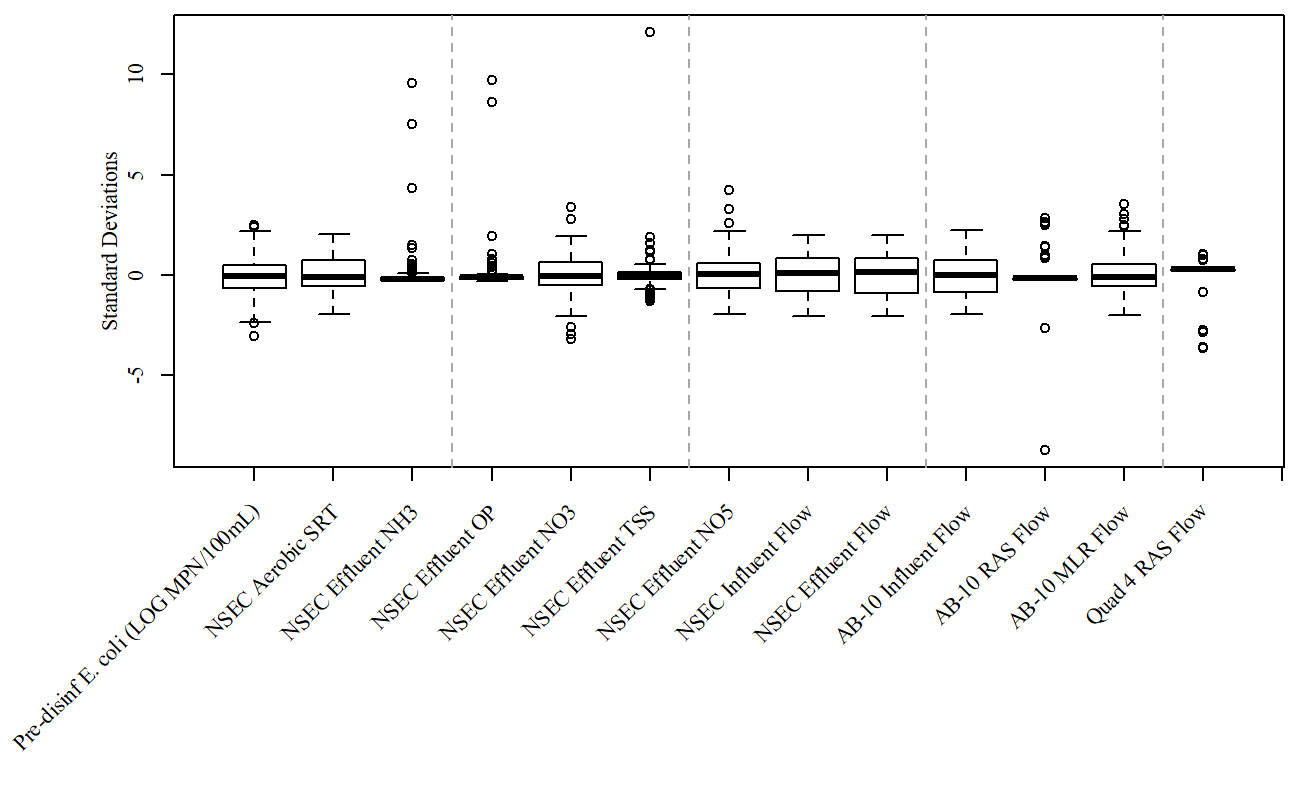 Standard Deviations
10
5
0
-5
Pre-disinf E. coli (LOG MPN/100mL)
NSEC Aerobic SRT
NSEC Effluent NH3
NSEC Effluent OP
NSEC Effluent NO3
NSEC Effluent TSS
NSEC Effluent NO5
NSEC Influent Flow
NSEC Effluent Flow
AB-10 Influent Flow
AB-10 RAS Flow
AB-10 MLR Flow
Quad 4 RAS Flow